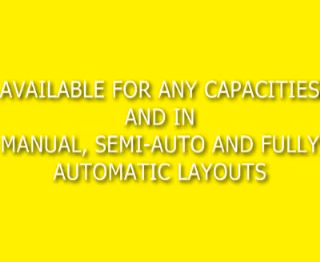 AVAILABLE FOR ANY CAPACITIES
AND IN
MANUAL, SEMI-AUTO AND FULLY
AUTOMATIC LAYOUTS